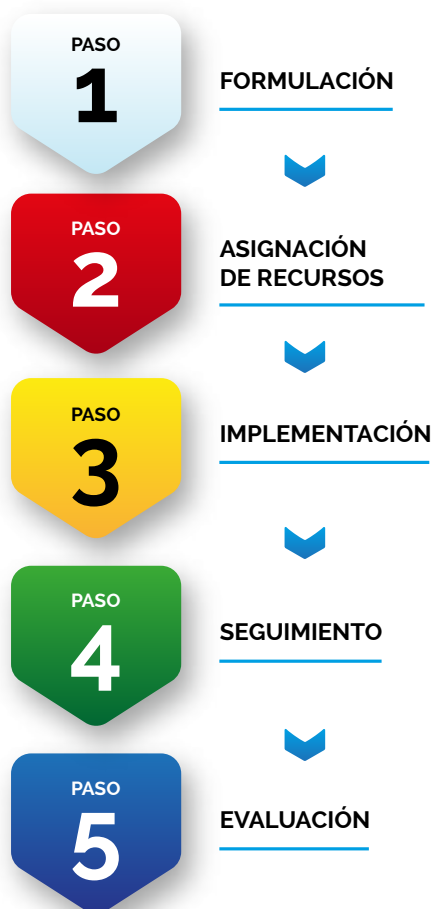 PASO
1
FORMULACIÓN
PASO
2
ASIGNACIÓN
DE RECURSOS
PASO
3
IMPLEMENTACIÓN
PASO
4
SEGUIMIENTO
PASO
5
EVALUACIÓN